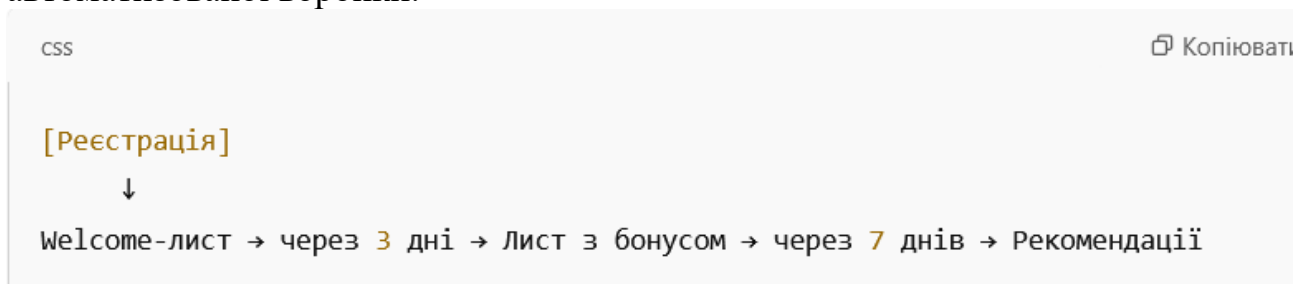 css
Копіювати
[Реєстрація]
↓
Welcome-лист → через 3 дні → Лист з бонусом → через 7 днів → Рекомендації